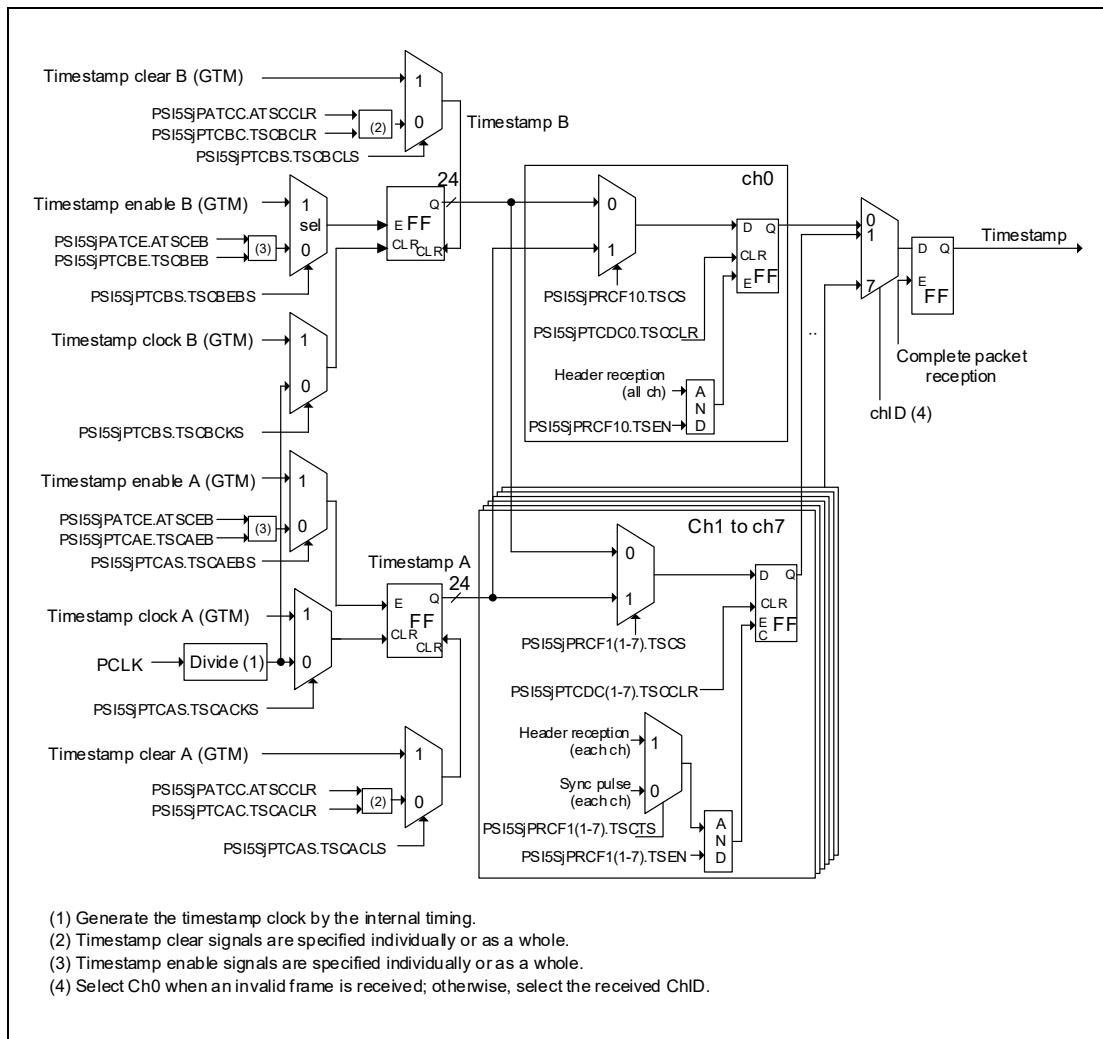 Timestamp clear B (GTM)
1
PSI5SjPATCC.ATSCCLR
PSI5SjPTCBC.TSCBCLR
(2)
0
Timestamp B
PSI5SjPTCBS.TSCBCLS
24
ch0
Timestamp enable B (GTM)
1
sel
0
PSI5SjPATCE.ATSCEB
PSI5SjPTCBE.TSCBEB
(3)
PSI5SjPTCBS.TSCBEBS
E FF Q
CLR
CLR
0
1
D Q
CLR
E FF
PSI5SjPRCF10.TSCS
PSI5SjPTCDC0.TSCCLR
Header reception
(all ch)
PSI5SjPRCF10.TSEN
A
N
D
0
1
7
D Q
E
FF
Timestamp
..
Complete packet
reception
chID (4)
Timestamp clock B (GTM)
1
0
PSI5SjPTCBS.TSCBCKS
Timestamp enable A (GTM)
1
PSI5SjPATCE.ATSCEB
PSI5SjPTCAE.TSCAEB
(3)
0
PSI5SjPTCAS.TSCAEBS
Timestamp A
24
E Q
FF
CLR
CLR
Timestamp clock A (GTM)
1
0
PCLK
Divide (1)
PSI5SjPTCAS.TSCACKS
Timestamp clear A (GTM)
1
PSI5SjPATCC.ATSCCLR
PSI5SjPTCAC.TSCACLR
(2)
0
PSI5SjPTCAS.TSCACLS
Ch1 to ch7
0
1
D Q
CLR
E FF
C
PSI5SjPRCF1(1-7).TSCS
PSI5SjPTCDC(1-7).TSCCLR
Header reception
(each ch)
1
Sync pulse
(each ch)
0
PSI5SjPRCF1(1-7).TSCTS
PSI5SjPRCF1(1-7).TSEN
A
N
D
(1) Generate the timestamp clock by the internal timing.
(2) Timestamp clear signals are specified individually or as a whole.
(3) Timestamp enable signals are specified individually or as a whole.
(4) Select Ch0 when an invalid frame is received; otherwise, select the received ChID.